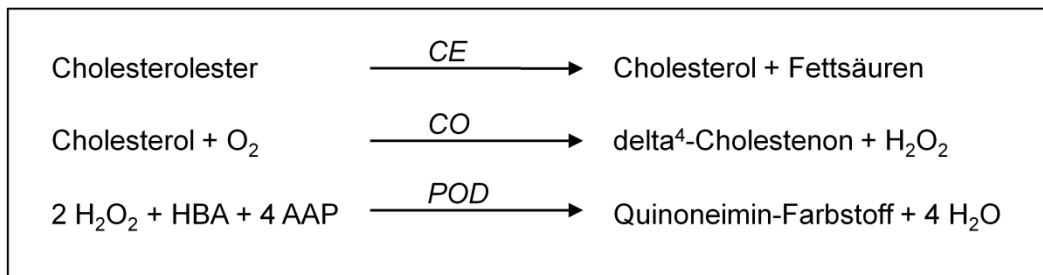 Cholesterolester CE Cholesterol + Fettsäuren
Cholesterol + O₂ CO delta⁴-Cholestenon + H₂O₂
2 H₂O₂ + HBA + 4 AAP POD Quinoneimin-Farbstoff + 4 H₂O